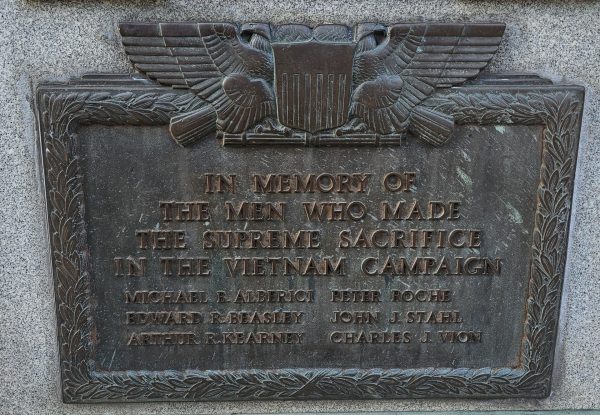 IN MEMORY OF
THE MEN WHO MADE
THE SUPREME SACRIFICE
IN THE VIETNAM CAMPAIGN
MICHAEL E. ALBERICI PETER ROCHE
EDWARD R. BEASLEY JOHN J. STAHL
ARTHUR R. KEARNEY CHARLES J. VION